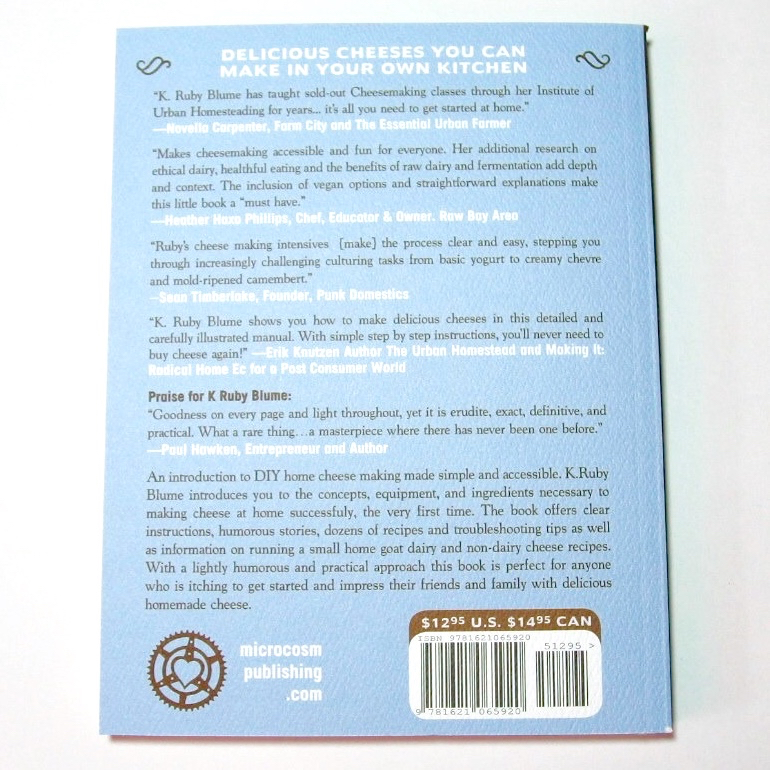 DELICIOUS CHEESES YOU CAN
MAKE IN YOUR OWN KITCHEN
“K. Ruby Blume has taught sold-out Cheesemaking classes through her Institute of
Urban Homesteading for years... it’s all you need to get started at home.”
—Novella Carpenter, Farm City and The Essential Urban Farmer
“Makes cheesemaking accessible and fun for everyone. Her additional research on
ethical dairy, healthful eating and the benefits of raw dairy and fermentation add depth
and context. The inclusion of vegan options and straightforward explanations make
this little book a “must have.”
—Heather Haxo Phillips, Chef, Educator & Owner. Raw Bay Area
“Ruby’s cheese making intensives [make] the process clear and easy, stepping you
through increasingly challenging culturing tasks from basic yogurt to creamy chevre
and mold-ripened camembert.”
—Sean Timberlake, Founder, Punk Domestics
“K. Ruby Blume shows you how to make delicious cheeses in this detailed and
carefully illustrated manual. With simple step by step instructions, you’ll never need to
buy cheese again!” —Erik Knutzen Author The Urban Homestead and Making It:
Radical Home Ec for a Post Consumer World
Praise for K Ruby Blume:
“Goodness on every page and light throughout, yet it is erudite, exact, definitive, and
practical. What a rare thing…a masterpiece where there has never been one before.”
—Paul Hawken, Entrepreneur and Author
An introduction to DIY home cheese making made simple and accessible. K.Ruby
Blume introduces you to the concepts, equipment, and ingredients necessary to
making cheese at home successfuly, the very first time. The book offers clear
instructions, humorous stories, dozens of recipes and troubleshooting tips as well
as information on running a small home goat dairy and non-dairy cheese recipes.
With a lightly humorous and practical approach this book is perfect for anyone
who is itching to get started and impress their friends and family with delicious
homemade cheese.
microcosm
publishing
.com
$1295 U.S. $1495 CAN
ISBN 9781621065920
51295 >
9 781621 065920